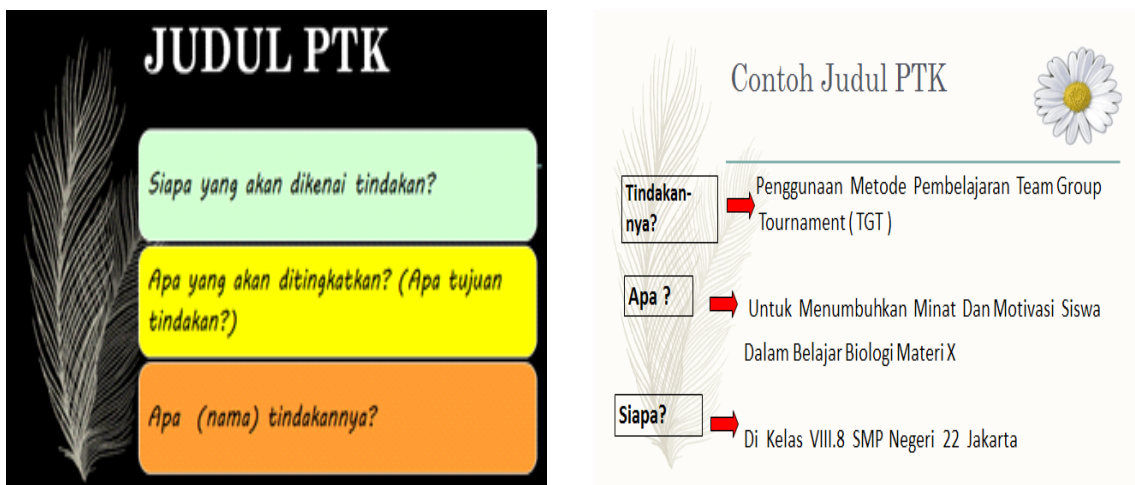 JUDUL PTK
Siapa yang akan dikenai tindakan?
Apa yang akan ditingkatkan? (Apa tujuan
tindakan?)
Apa (nama) tindakannya?
Contoh Judul PTK
Tindakan-
nya?
Penggunaan Metode Pembelajaran Team Group
Tournament ( TGT )
Apa ?
Untuk Menumbuhkan Minat Dan Motivasi Siswa
Dalam Belajar Biologi Materi X
Siapa?
Di Kelas VIII.8 SMP Negeri 22 Jakarta